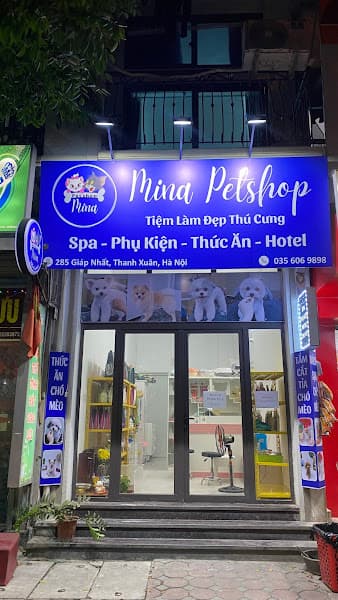 Mina Petshop
Tiệm Làm Đẹp Thú Cưng
Spa - Phụ Kiện - Thức Ăn - Hotel
285 Giáp Nhất, Thanh Xuân, Hà Nội
035 606 9898
Petshop
Mina
THỨC
ĂN
CHÓ
MÈO
TẮM
CẮT
TỈA
CHÓ
MÈO